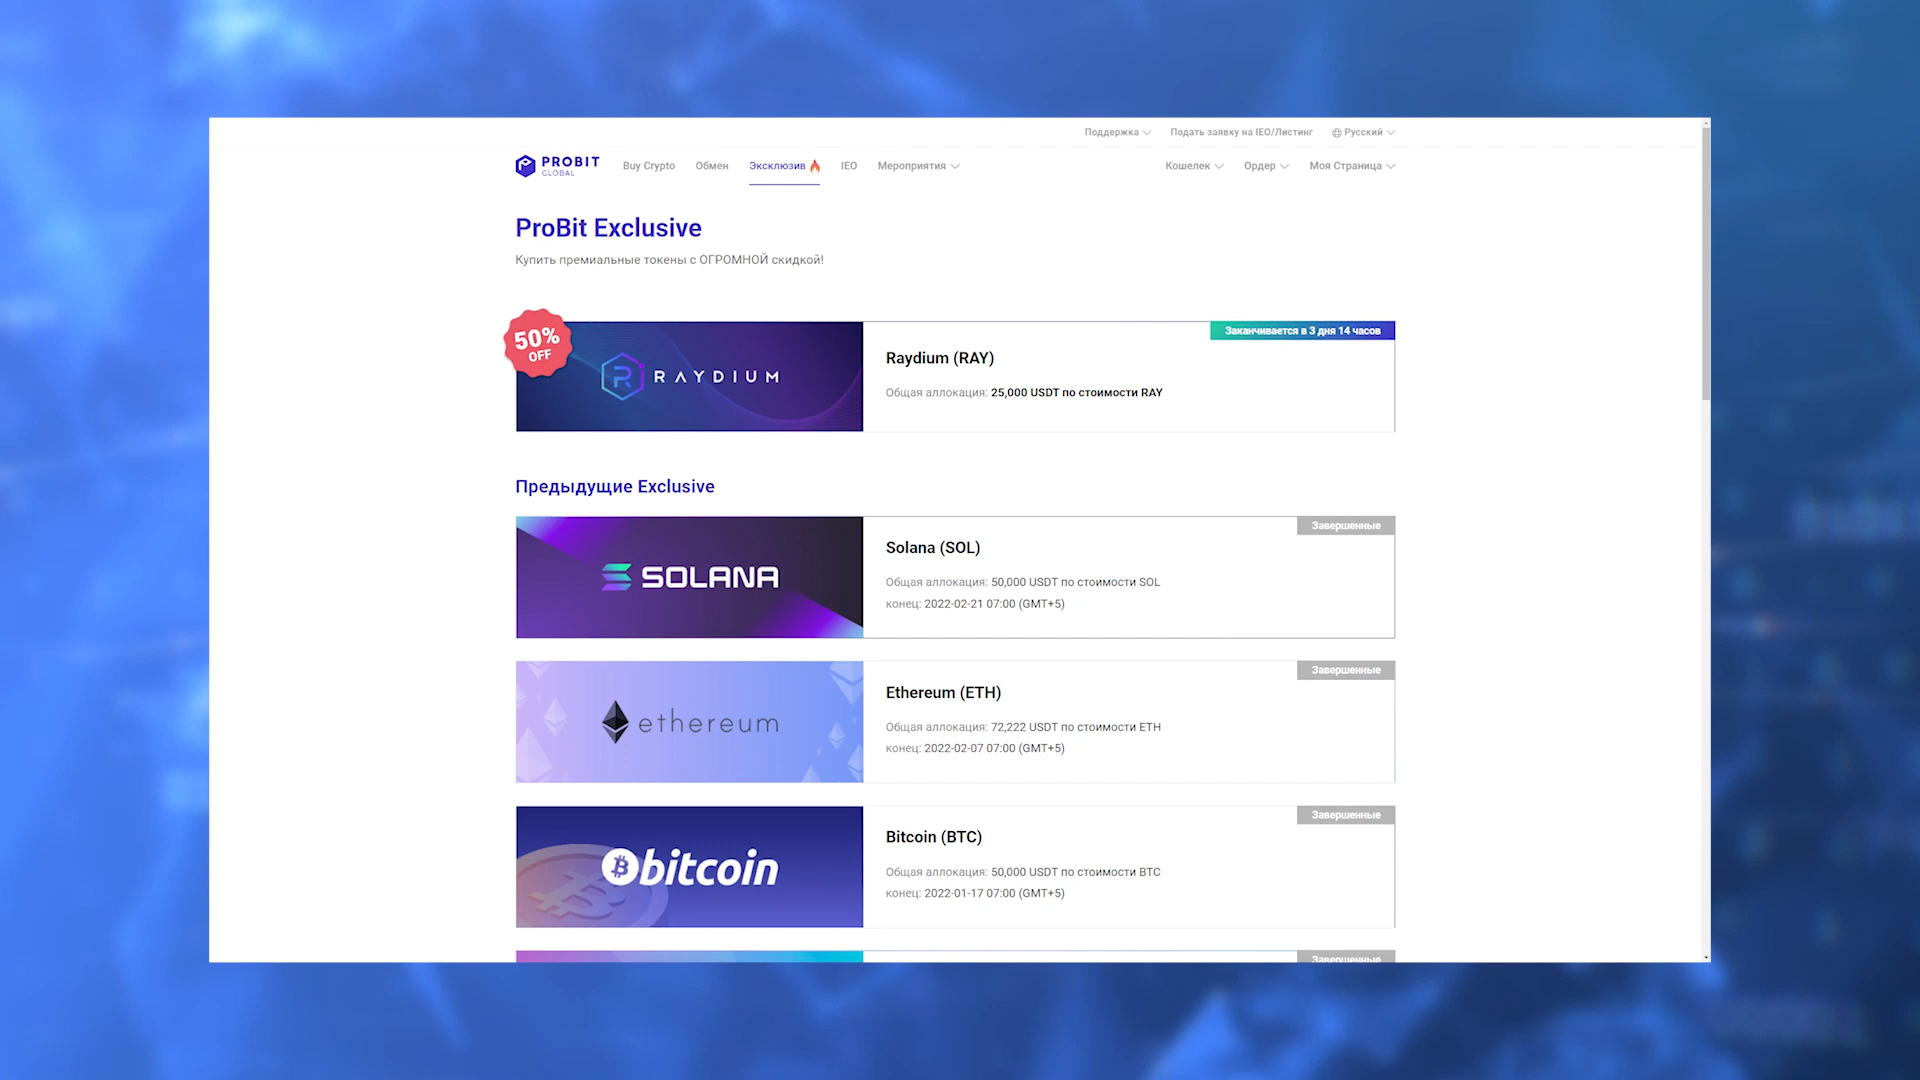 Поддержка Подать заявку на IEO/Листинг Русский
PROBIT
GLOBAL
Buy Crypto Обмен Эксклюзив IEO Мероприятия Кошелек Ордер Моя Страница
ProBit Exclusive
Купить премиальные токены с ОГРОМНОЙ скидкой!
50%
OFF
RAYDIUM
Заканчивается в 3 дня 14 часов
Raydium (RAY)
Общая аллокация: 25,000 USDT по стоимости RAY
Предыдущие Exclusive
SOLANA
Завершенные
Solana (SOL)
Общая аллокация: 50,000 USDT по стоимости SOL
конец: 2022-02-21 07:00 (GMT+5)
ethereum
Завершенные
Ethereum (ETH)
Общая аллокация: 72,222 USDT по стоимости ETH
конец: 2022-02-07 07:00 (GMT+5)
bitcoin
Завершенные
Bitcoin (BTC)
Общая аллокация: 50,000 USDT по стоимости BTC
конец: 2022-01-17 07:00 (GMT+5)
Завершенные